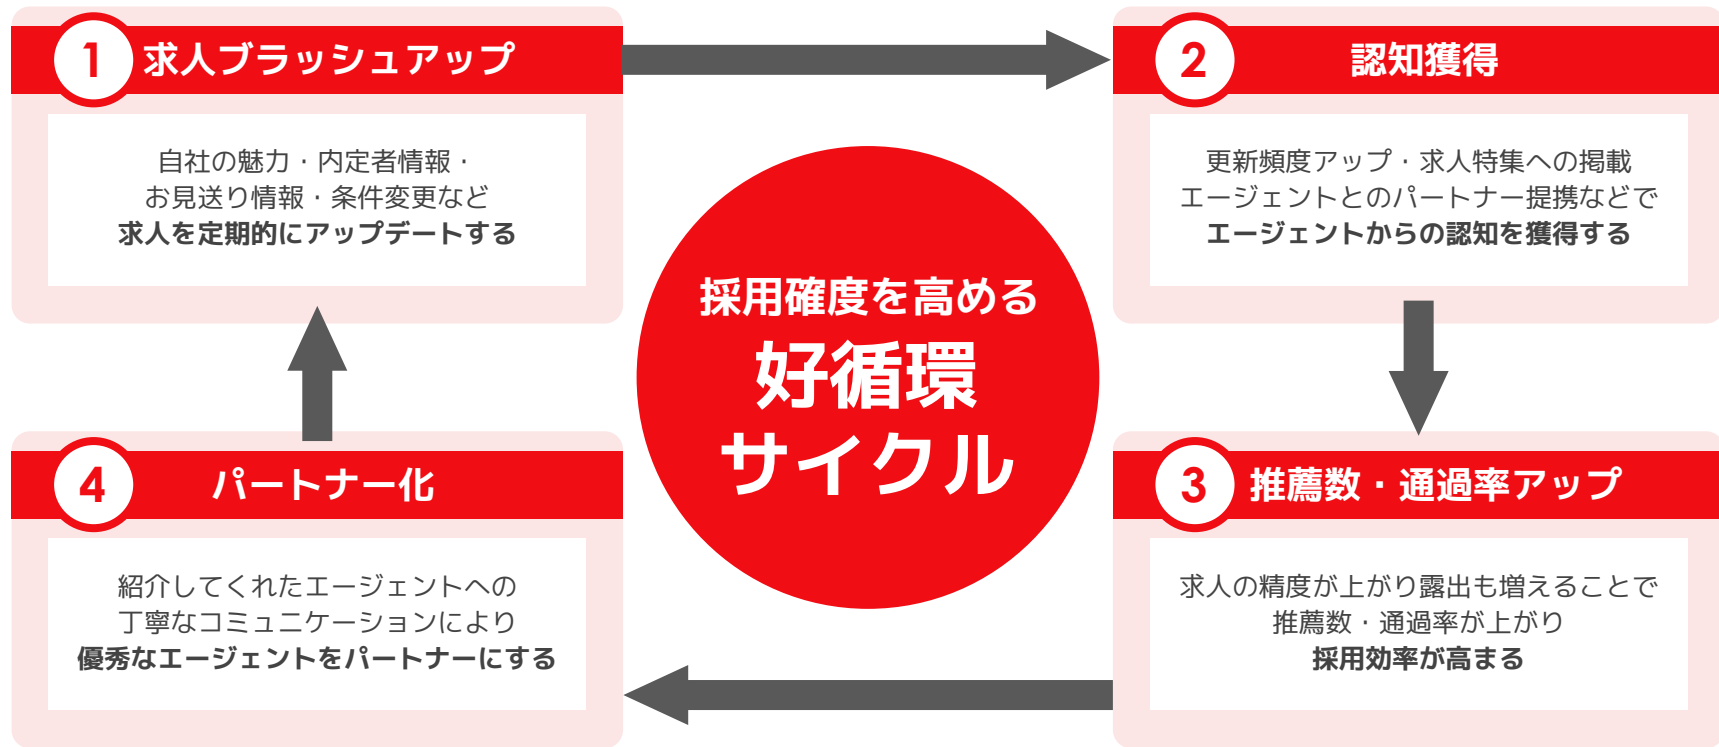 1 求人ブラッシュアップ
自社の魅力・内定者情報・
お見送り情報・条件変更など
求人を定期的にアップデートする
2 認知獲得
更新頻度アップ・求人特集への掲載
エージェントとのパートナー提携などで
エージェントからの認知を獲得する
採用確度を高める
好循環
サイクル
3 推薦数・通過率アップ
求人の精度が上がり露出も増えることで
推薦数・通過率が上がり
採用効率が高まる
4 パートナー化
紹介してくれたエージェントへの
丁寧なコミュニケーションにより
優秀なエージェントをパートナーにする